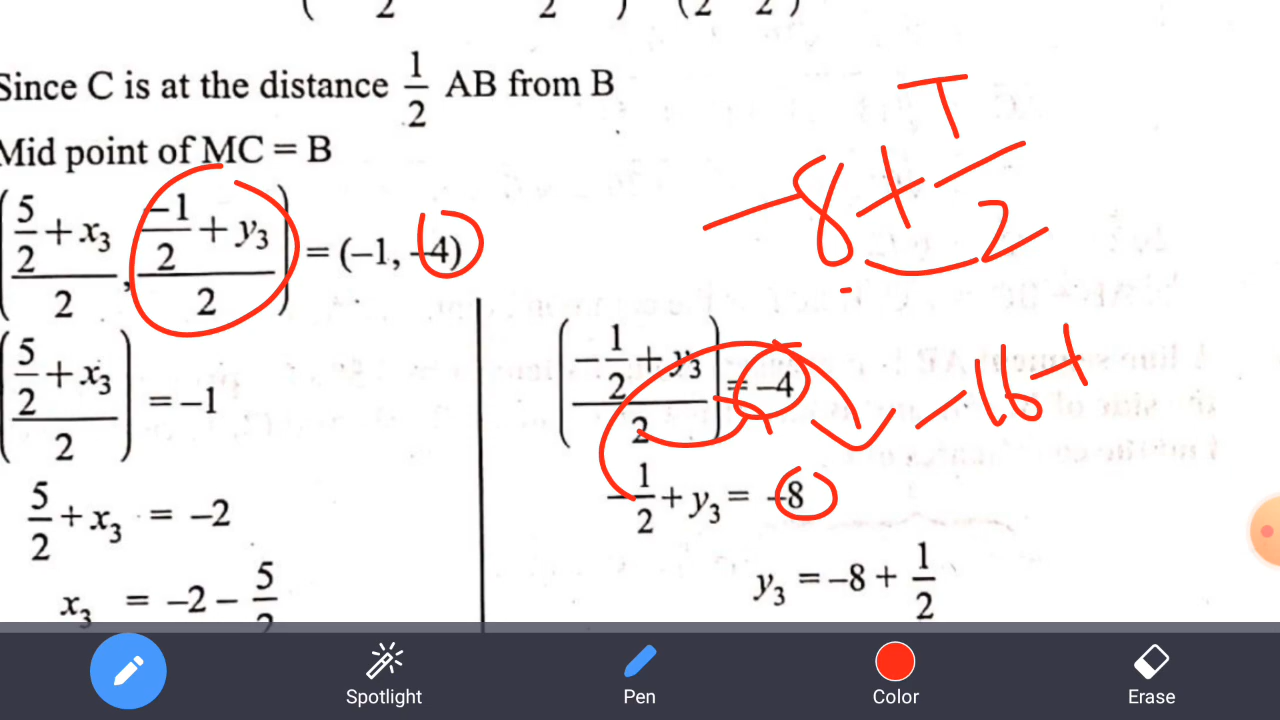 Since C is at the distance 1/2 AB from B
Mid point of MC = B
((5/2 + x₃)/2, (−1/2 + y₃)/2) = (−1, −4)
((5/2 + x₃)/2) = −1
5/2 + x₃ = −2
x₃ = −2 − 5/2
((−1/2 + y₃)/2) = −4
−1/2 + y₃ = −8
y₃ = −8 + 1/2
−8 + 1/2
−16 +
Spotlight
Pen
Color
Erase